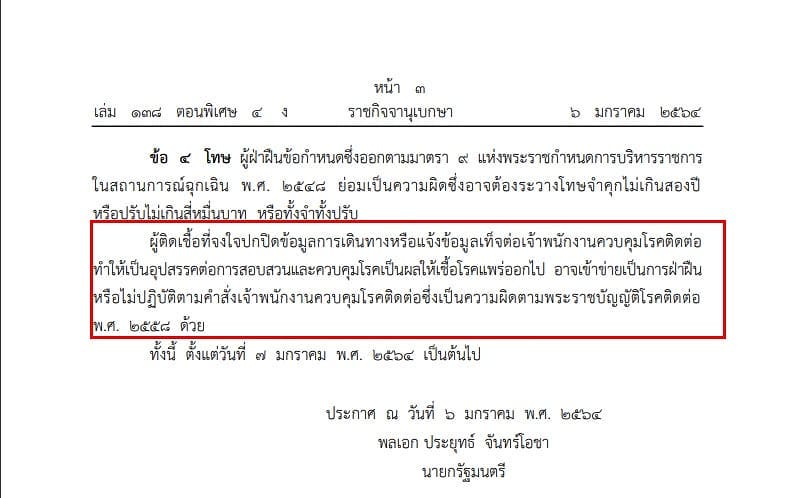 หน้า ๓
เล่ม ๑๓๘ ตอนพิเศษ ๔ ง ราชกิจจานุเบกษา ๖ มกราคม ๒๕๖๔
ข้อ ๔ โทษ ผู้ฝ่าฝืนข้อกำหนดซึ่งออกตามมาตรา ๙ แห่งพระราชกำหนดการบริหารราชการ
ในสถานการณ์ฉุกเฉิน พ.ศ. ๒๕๔๘ ย่อมเป็นความผิดซึ่งอาจต้องระวางโทษจำคุกไม่เกินสองปี
หรือปรับไม่เกินสี่หมื่นบาท หรือทั้งจำทั้งปรับ
ผู้ติดเชื้อที่จงใจปกปิดข้อมูลการเดินทางหรือแจ้งข้อมูลเท็จต่อเจ้าพนักงานควบคุมโรคติดต่อ
ทำให้เป็นอุปสรรคต่อการสอบสวนและควบคุมโรคเป็นผลให้เชื้อโรคแพร่ออกไป อาจเข้าข่ายเป็นการฝ่าฝืน
หรือไม่ปฏิบัติตามคำสั่งเจ้าพนักงานควบคุมโรคติดต่อซึ่งเป็นความผิดตามพระราชบัญญัติโรคติดต่อ
พ.ศ. ๒๕๕๘ ด้วย
ทั้งนี้ ตั้งแต่วันที่ ๗ มกราคม พ.ศ. ๒๕๖๔ เป็นต้นไป
ประกาศ ณ วันที่ ๖ มกราคม พ.ศ. ๒๕๖๔
พลเอก ประยุทธ์ จันทร์โอชา
นายกรัฐมนตรี